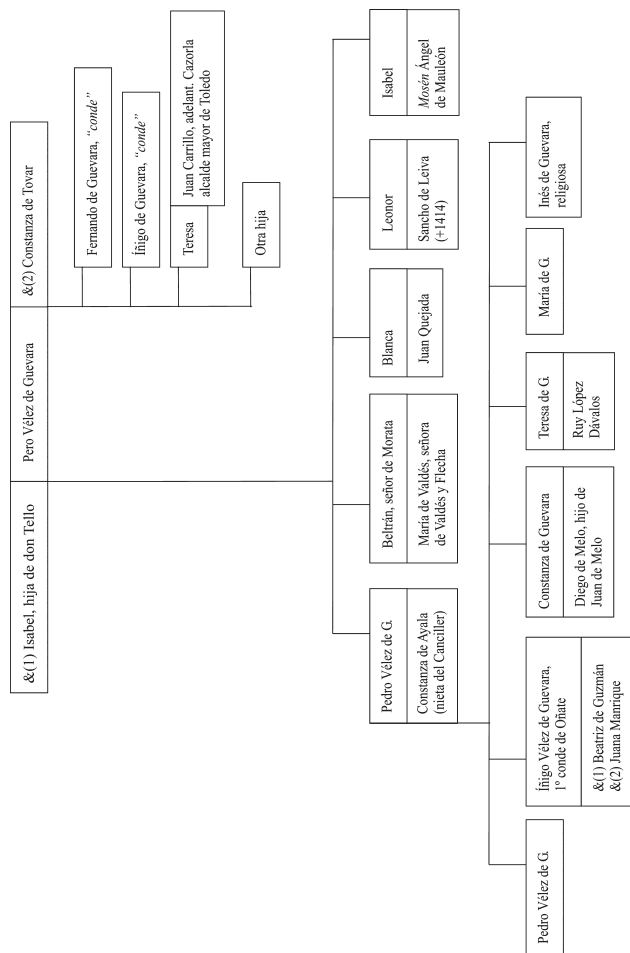 &(1) Isabel, hija de don Tello
Pero Vélez de Guevara
&(2) Constanza de Tovar
Fernando de Guevara, “conde”
Íñigo de Guevara, “conde”
Teresa
Juan Carrillo, adelant. Cazorla
alcalde mayor de Toledo
Otra hija
Pedro Vélez de G.
Constanza de Ayala
(nieta del Canciller)
Beltrán, señor de Morata
María de Valdés, señora
de Valdés y Flecha
Blanca
Juan Quejada
Leonor
Sancho de Leiva
(+1414)
Isabel
Mosén Ángel
de Mauleón
Pedro Vélez de G.
Íñigo Vélez de Guevara,
1º conde de Oñate
&(1) Beatriz de Guzmán
&(2) Juana Manrique
Constanza de Guevara
Diego de Melo, hijo de
Juan de Melo
Teresa de G.
Ruy López
Dávalos
María de G.
Inés de Guevara,
religiosa